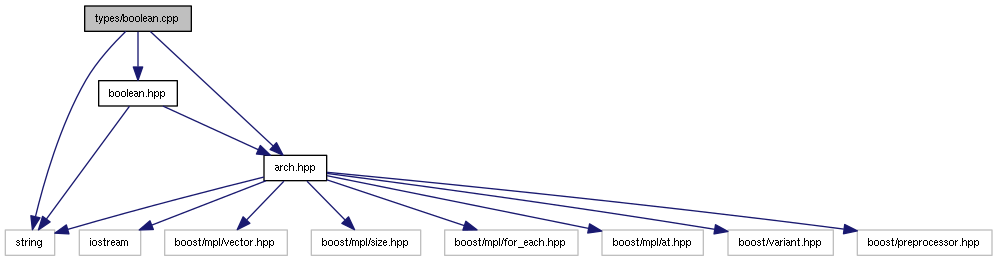 types/boolean.cpp
boolean.hpp
arch.hpp
string
iostream
boost/mpl/vector.hpp
boost/mpl/size.hpp
boost/mpl/for_each.hpp
boost/mpl/at.hpp
boost/variant.hpp
boost/preprocessor.hpp